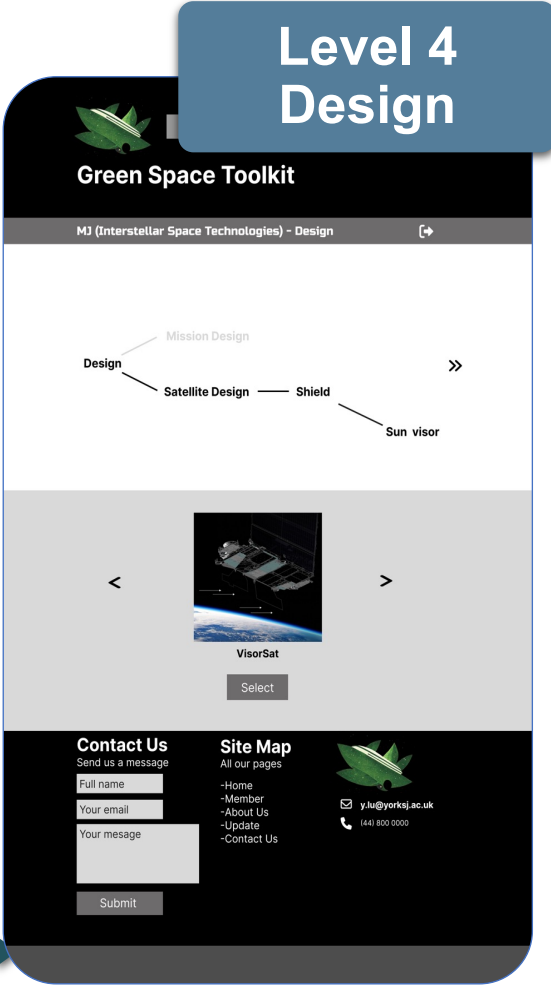 Level 4
Design
Green Space Toolkit
MJ (Interstellar Space Technologies) - Design
Mission Design
Design
Satellite Design
Shield
Sun visor
<
>
VisorSat
Select
Contact Us
Send us a message
Full name
Your email
Your mesage
Submit
Site Map
All our pages
-Home
-Member
-About Us
-Update
-Contact Us
y.lu@yorksj.ac.uk
(44) 800 0000